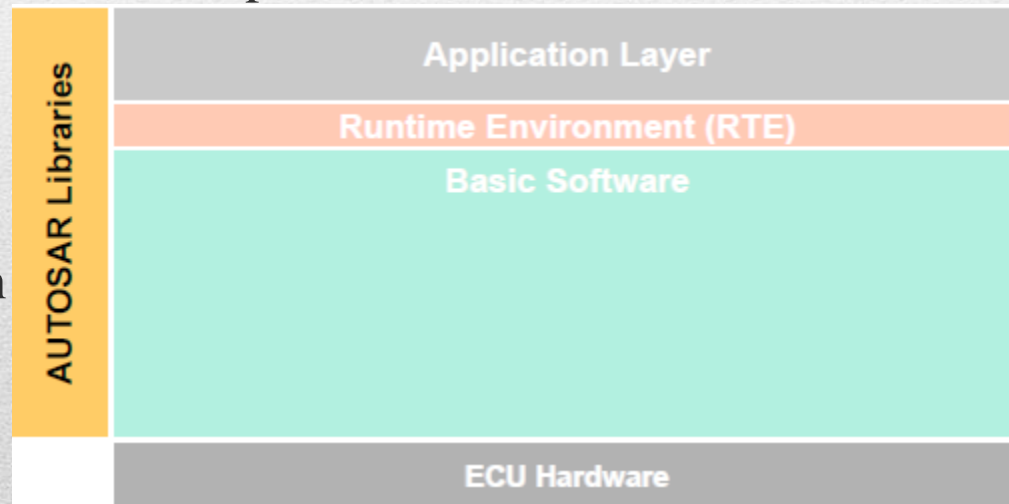 AUTOSAR Libraries
Application Layer
Runtime Environment (RTE)
Basic Software
ECU Hardware